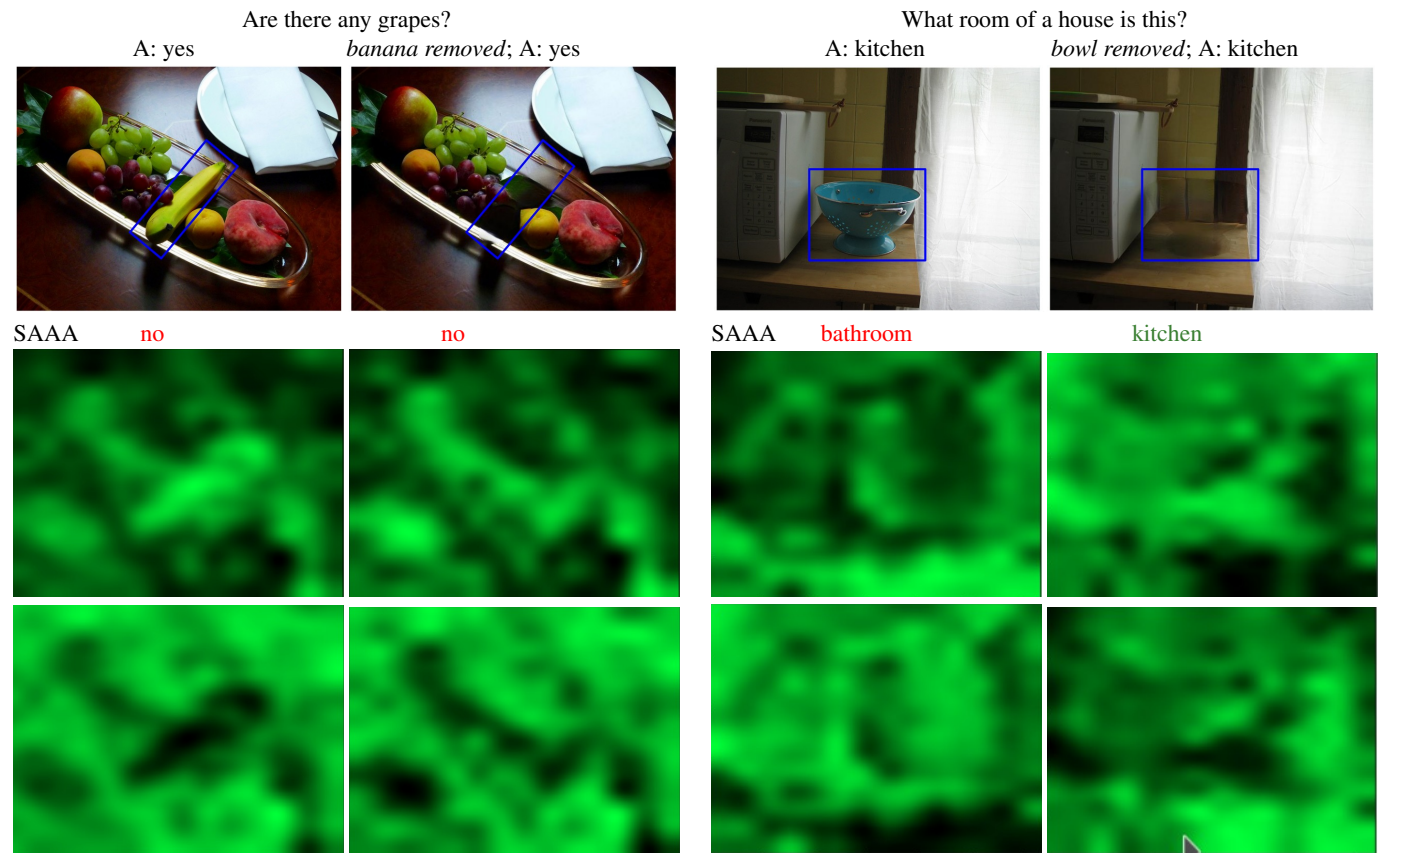 Are there any grapes?
A: yes
banana removed; A: yes
What room of a house is this?
A: kitchen
bowl removed; A: kitchen
SAAA no no
SAAA bathroom kitchen